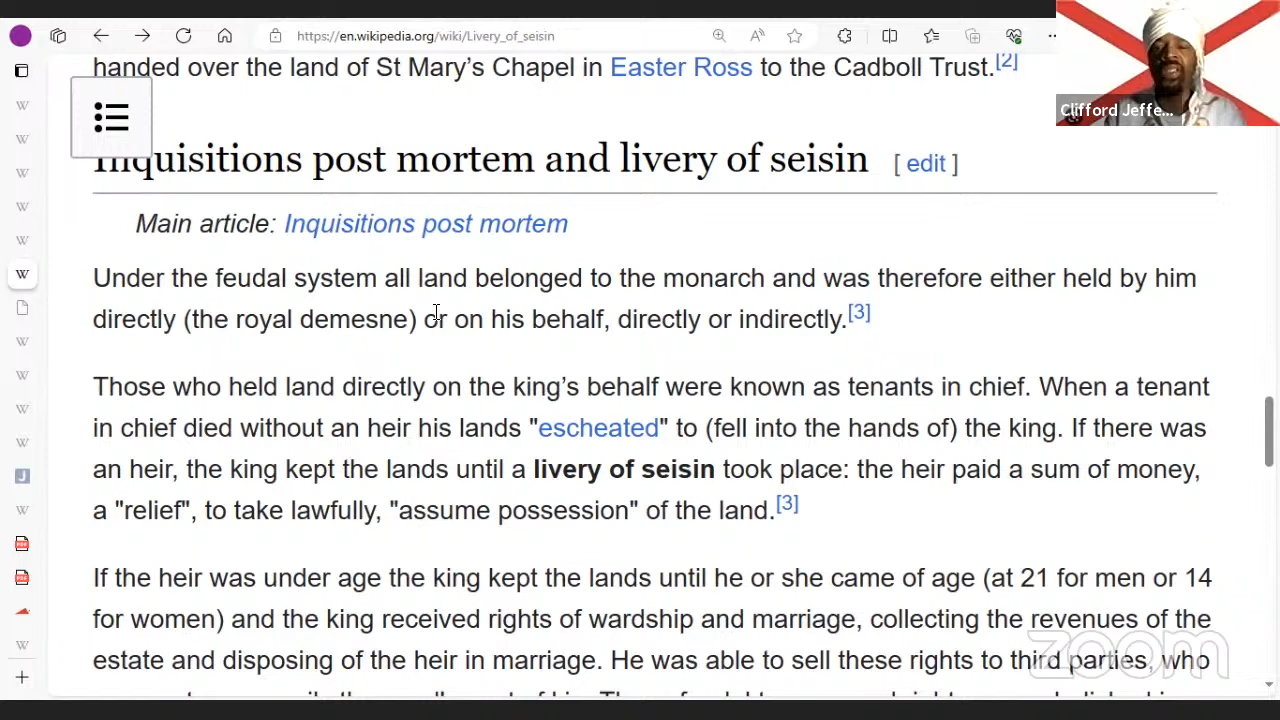 https://en.wikipedia.org/wiki/Livery_of_seisin
handed over the land of St Mary’s Chapel in Easter Ross to the Cadboll Trust.[2]
Clifford Jeffe...
Inquisitions post mortem and livery of seisin [ edit ]
Main article: Inquisitions post mortem
Under the feudal system all land belonged to the monarch and was therefore either held by him
directly (the royal demesne) or on his behalf, directly or indirectly.[3]
Those who held land directly on the king’s behalf were known as tenants in chief. When a tenant
in chief died without an heir his lands "escheated" to (fell into the hands of) the king. If there was
an heir, the king kept the lands until a livery of seisin took place: the heir paid a sum of money,
a "relief", to take lawfully, "assume possession" of the land.[3]
If the heir was under age the king kept the lands until he or she came of age (at 21 for men or 14
for women) and the king received rights of wardship and marriage, collecting the revenues of the
estate and disposing of the heir in marriage. He was able to sell these rights to third parties, who
zoom